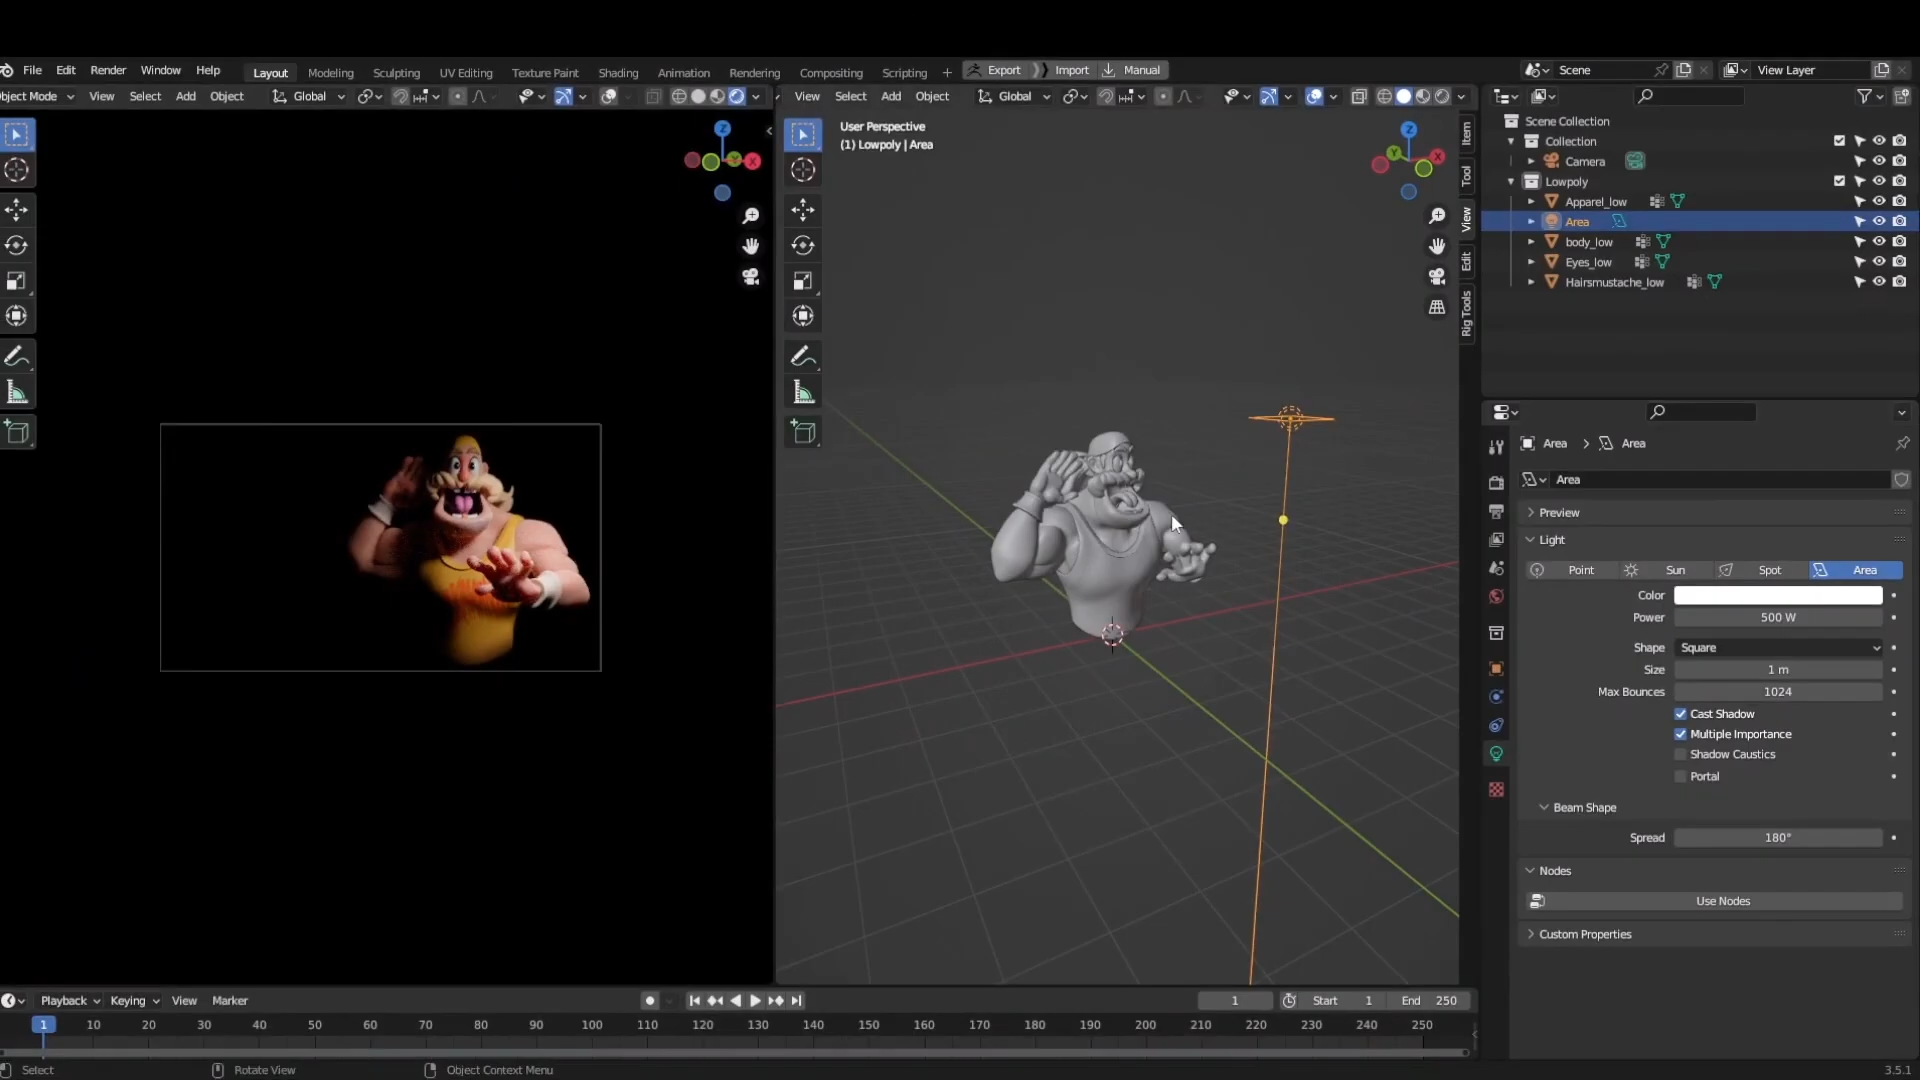 File Edit Render Window Help Layout Modeling Sculpting UV Editing Texture Paint Shading Animation Rendering Compositing Scripting + Export Import Manual Scene View Layer
bject Mode View Select Add Object Global View Select Add Object Global
User Perspective
(1) Lowpoly | Area
Z
Y
X
Z
Y
X
Item
Tool
View
Edit
Rig Tools
Scene Collection
Collection
Camera
Lowpoly
Apparel_low
Area
body_low
Eyes_low
Hairsmustache_low
Area > Area
Area
Preview
Light
Point Sun Spot Area
Color
Power 500 W
Shape Square
Size 1 m
Max Bounces 1024
Cast Shadow
Multiple Importance
Shadow Caustics
Portal
Beam Shape
Spread 180°
Nodes
Use Nodes
Custom Properties
Playback Keying View Marker 1 Start 1 End 250
1 10 20 30 40 50 60 70 80 90 100 110 120 130 140 150 160 170 180 190 200 210 220 230 240 250
Select Rotate View Object Context Menu 3.5.1